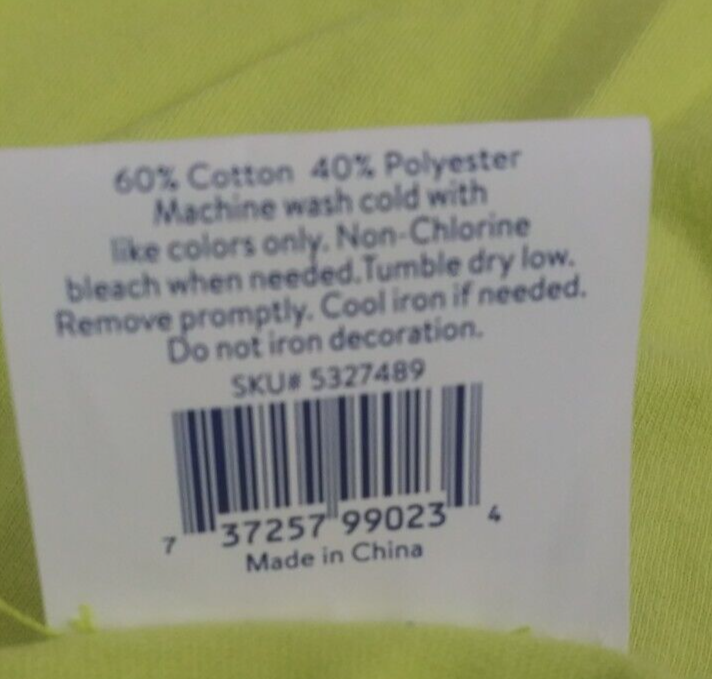 60% Cotton 40% Polyester
Machine wash cold with
like colors only. Non-Chlorine
bleach when needed.Tumble dry low.
Remove promptly. Cool iron if needed.
Do not iron decoration.
SKU# 5327489
7 37257 99023 4
Made in China